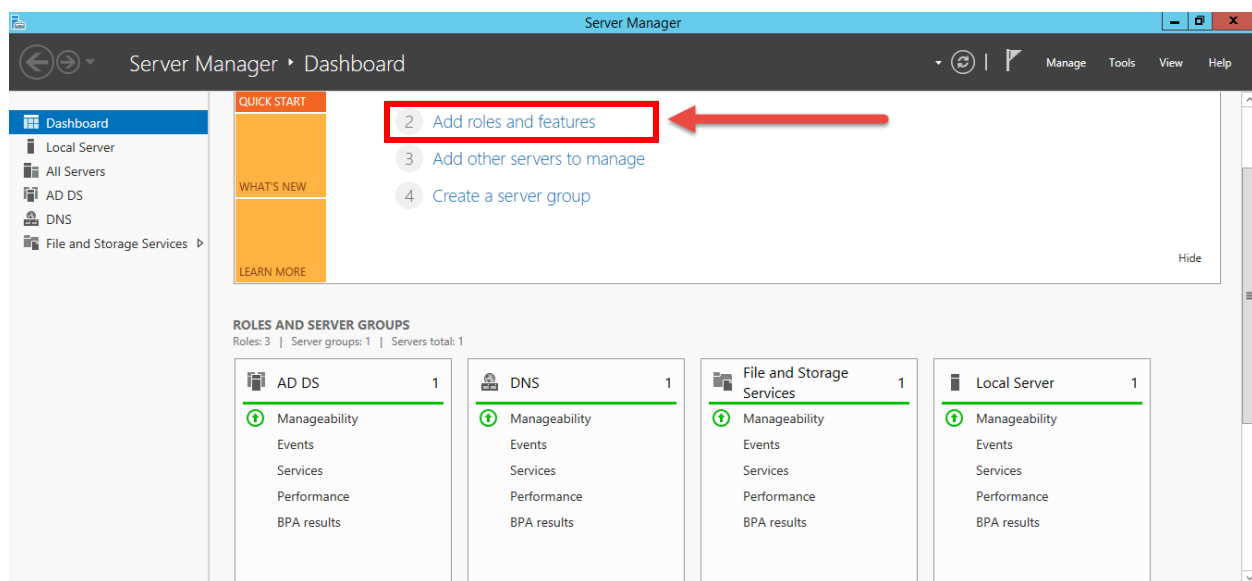 Server Manager
Server Manager • Dashboard
Manage Tools View Help
Dashboard
Local Server
All Servers
AD DS
DNS
File and Storage Services
QUICK START
WHAT'S NEW
LEARN MORE
2 Add roles and features
3 Add other servers to manage
4 Create a server group
Hide
ROLES AND SERVER GROUPS
Roles: 3 | Server groups: 1 | Servers total: 1
AD DS 1
Manageability
Events
Services
Performance
BPA results
DNS 1
Manageability
Events
Services
Performance
BPA results
File and Storage
Services 1
Manageability
Events
Services
Performance
BPA results
Local Server 1
Manageability
Events
Services
Performance
BPA results